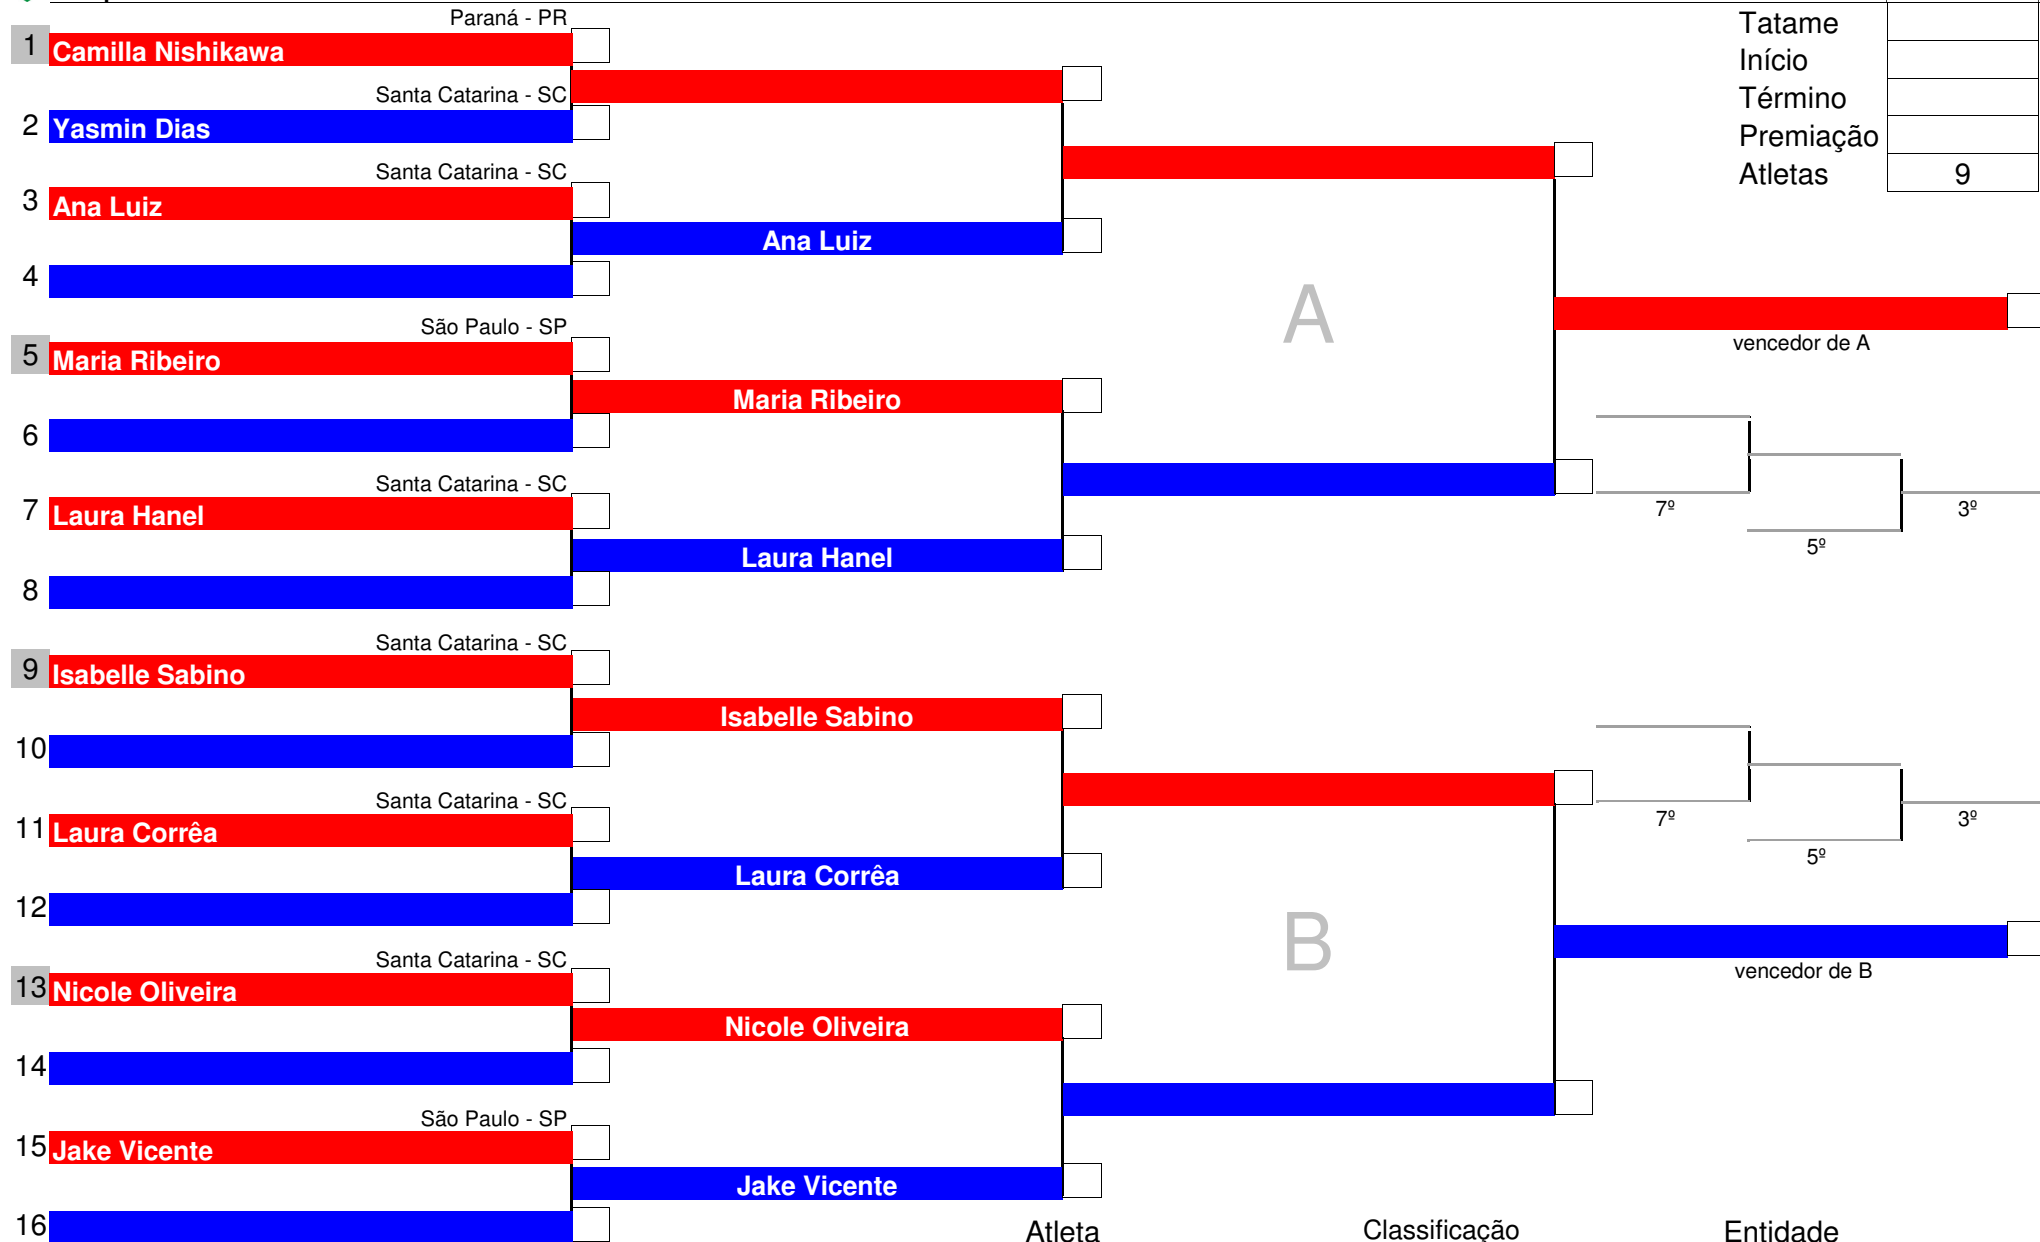 Paraná - PR
1 Camilla Nishikawa
Santa Catarina - SC
2 Yasmin Dias
Santa Catarina - SC
3 Ana Luiz
Ana Luiz
4
São Paulo - SP
5 Maria Ribeiro
Maria Ribeiro
6
Santa Catarina - SC
7 Laura Hanel
Laura Hanel
8
Santa Catarina - SC
9 Isabelle Sabino
Isabelle Sabino
10
Santa Catarina - SC
11 Laura Corrêa
Laura Corrêa
12
Santa Catarina - SC
13 Nicole Oliveira
Nicole Oliveira
14
São Paulo - SP
15 Jake Vicente
Jake Vicente
16
A
B
Tatame
Início
Término
Premiação
Atletas 9
vencedor de A
7º
3º
5º
7º
3º
5º
vencedor de B
Atleta Classificação Entidade